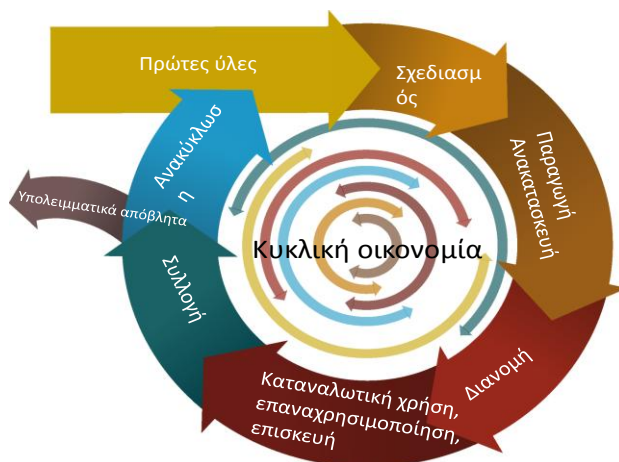 Πρώτες ύλες
Σχεδιασμ
ός
Παραγωγή
Ανακατασκευή
Διανομή
Καταναλωτική χρήση,
επαναχρησιμοποίηση,
επισκευή
Συλλογή
Υπολειμματικά απόβλητα
Ανακύκλωσ
η
Κυκλική οικονομία